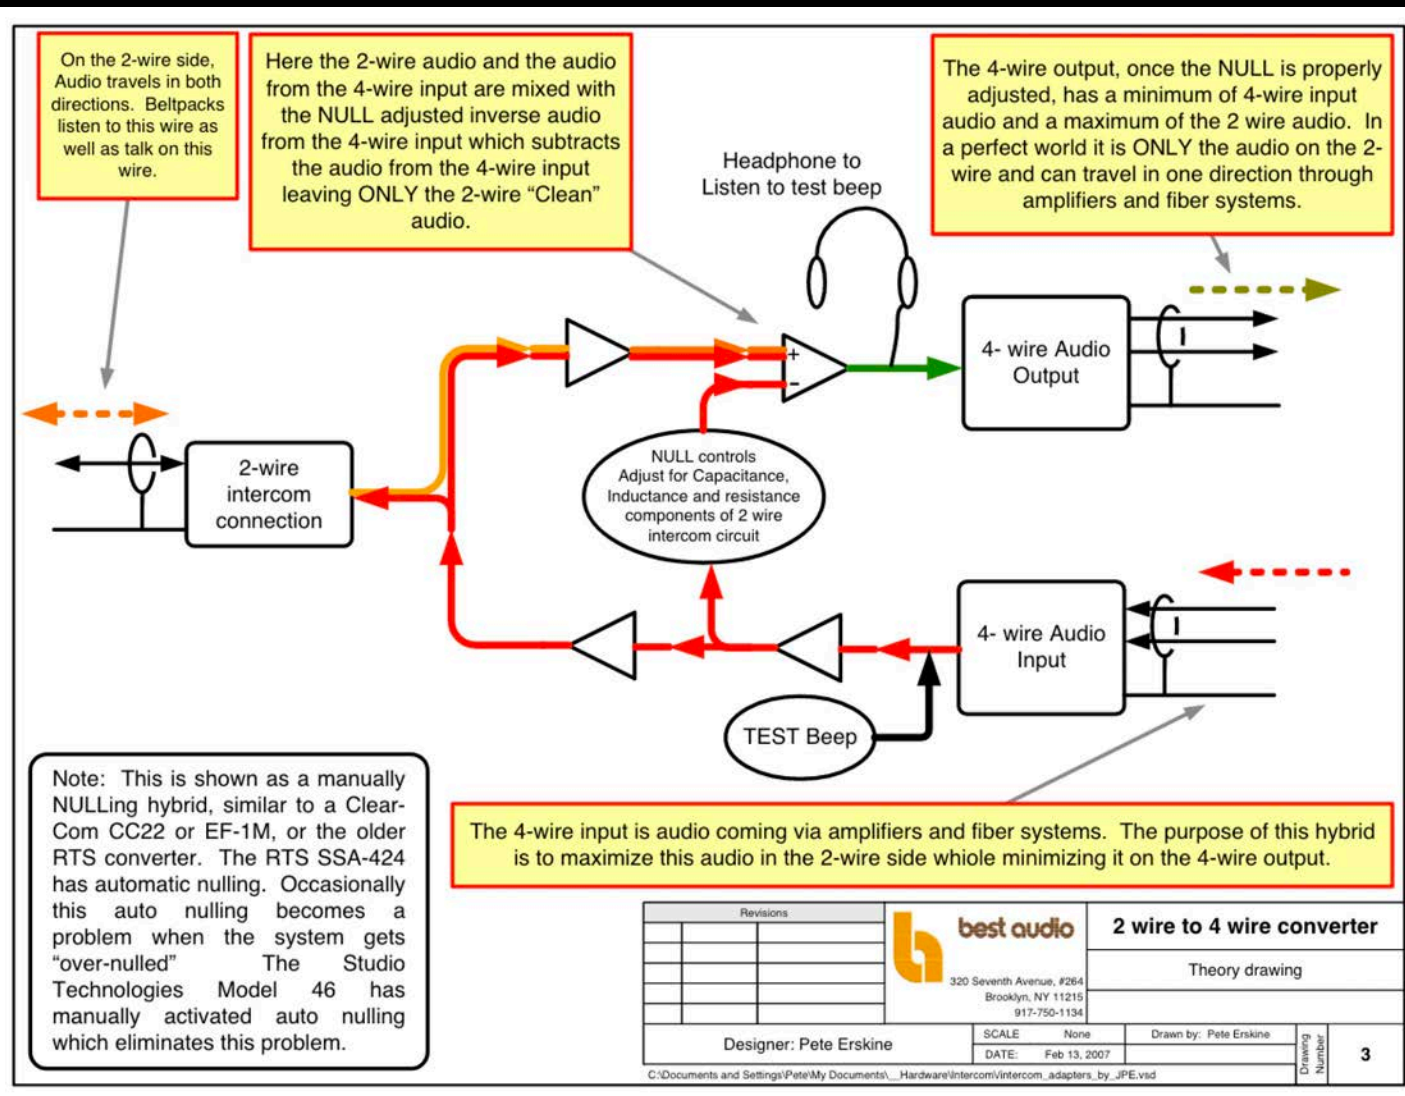 On the 2-wire side,
Audio travels in both
directions.  Beltpacks
listen to this wire as
well as talk on this
wire.
Here the 2-wire audio and the audio
from the 4-wire input are mixed with
the NULL adjusted inverse audio
from the 4-wire input which subtracts
the audio from the 4-wire input
leaving ONLY the 2-wire “Clean”
audio.
The 4-wire output, once the NULL is properly
adjusted, has a minimum of 4-wire input
audio and a maximum of the 2 wire audio.  In
a perfect world it is ONLY the audio on the 2-
wire and can travel in one direction through
amplifiers and fiber systems.
Headphone to
Listen to test beep
+
-
4- wire Audio
Output
2-wire
intercom
connection
NULL controls
Adjust for Capacitance,
Inductance and resistance
components of 2 wire
intercom circuit
4- wire Audio
Input
TEST Beep
Note:  This is shown as a manually
NULLing hybrid, similar to a Clear-
Com CC22 or EF-1M, or the older
RTS converter.  The RTS SSA-424
has automatic nulling.  Occasionally
this auto nulling becomes a
problem when the system gets
“over-nulled”  The Studio
Technologies Model 46 has
manually activated auto nulling
which eliminates this problem.
The 4-wire input is audio coming via amplifiers and fiber systems.  The purpose of this hybrid
is to maximize this audio in the 2-wire side whiole minimizing it on the 4-wire output.
Revisions
best audio
320 Seventh Avenue, #264
Brooklyn, NY 11215
917-750-1134
2 wire to 4 wire converter
Theory drawing
Designer: Pete Erskine
SCALE None
Drawn by: Pete Erskine
DATE: Feb 13, 2007
Drawing
Number
3
C:\Documents and Settings\Pete\My Documents\__Hardware\Intercom\intercom_adapters_by_JPE.vsd